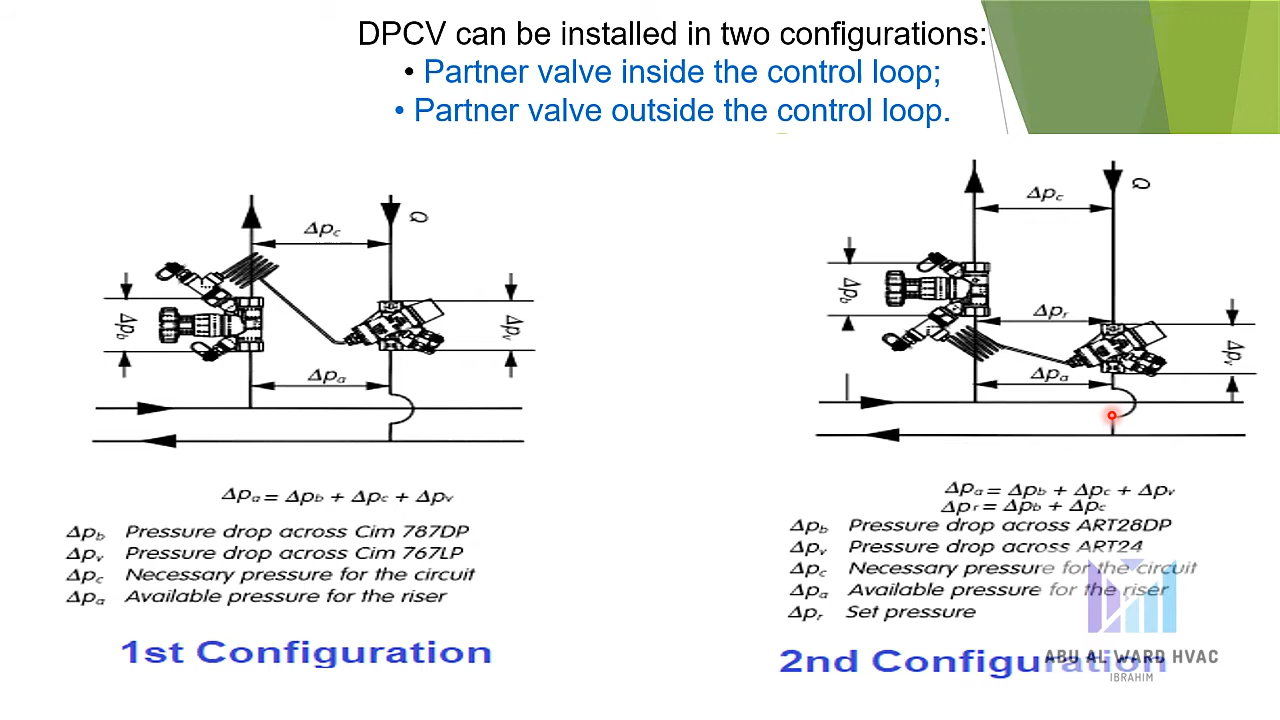 DPCV can be installed in two configurations:
• Partner valve inside the control loop;
• Partner valve outside the control loop.
Δpc
Q
Δpb
Δpv
Δpa
Δpa = Δpb + Δpc + Δpv
Δpb Pressure drop across Cim 787DP
Δpv Pressure drop across Cim 767LP
Δpc Necessary pressure for the circuit
Δpa Available pressure for the riser
1st Configuration
Δpc
Q
Δpb
Δpr
Δpv
Δpa
Δpa = Δpb + Δpc + Δpv
Δpr = Δpb + Δpc
Δpb Pressure drop across ART28DP
Δpv Pressure drop across ART24
Δpc Necessary pressure for the circuit
Δpa Available pressure for the riser
Δpr Set pressure
2nd Configuration
ABU AL WARD HVAC
IBRAHIM